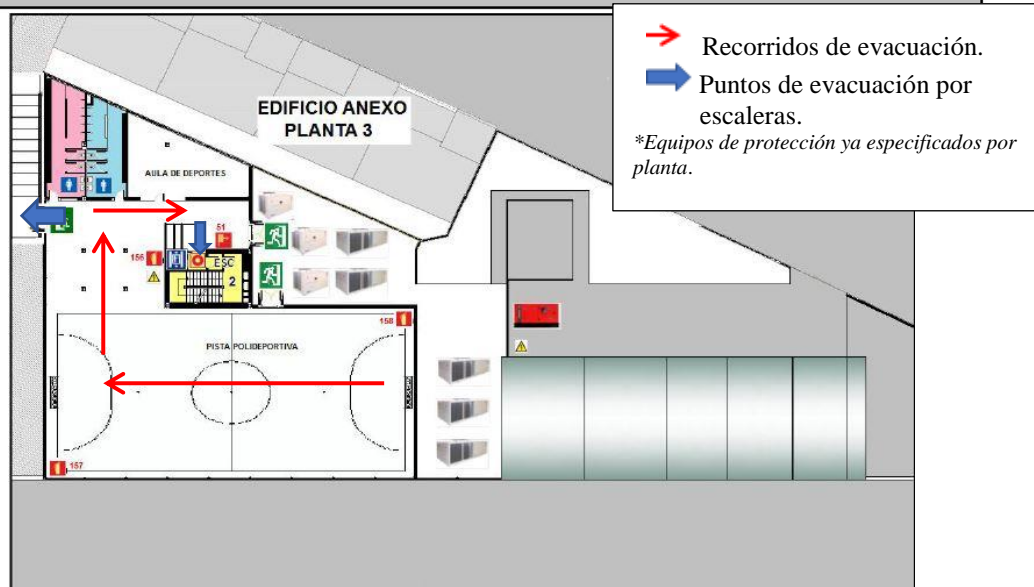 Recorridos de evacuación.
Puntos de evacuación por
escaleras.
*Equipos de protección ya especificados por
planta.
EDIFICIO ANEXO
PLANTA 3
AULA DE DEPORTES
51
156
ESC
2
158
PISTA POLIDEPORTIVA
157